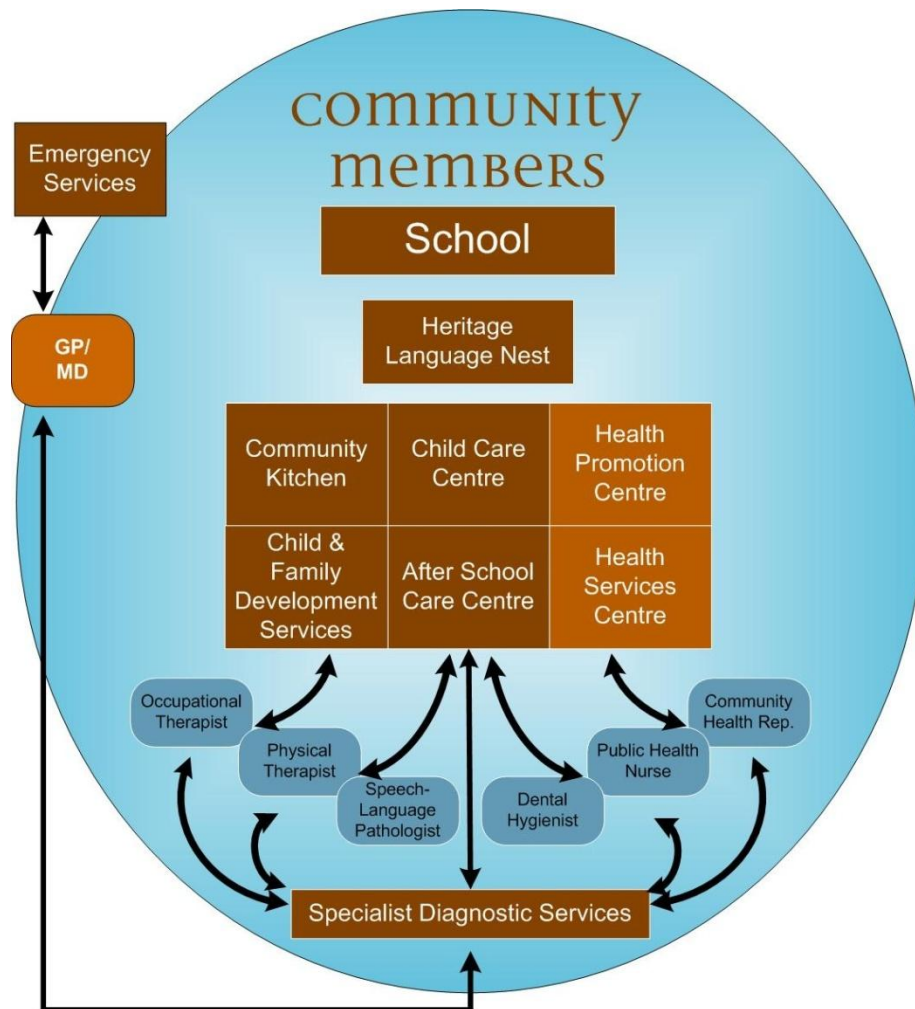 COMMUNITY
MEMBERS
Emergency
Services
School
GP/
MD
Heritage
Language Nest
Community
Kitchen
Child Care
Centre
Health
Promotion
Centre
Child &
Family
Development
Services
After School
Care Centre
Health
Services
Centre
Occupational
Therapist
Physical
Therapist
Speech-
Language
Pathologist
Dental
Hygienist
Public Health
Nurse
Community
Health Rep.
Specialist Diagnostic Services